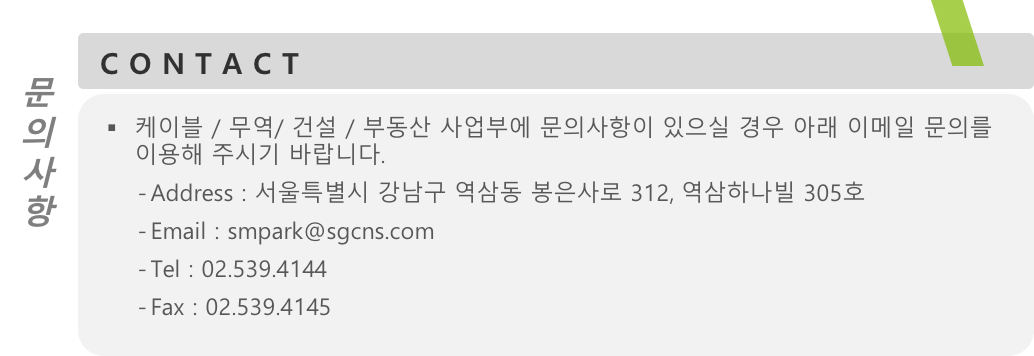 문의사항
CONTACT
▪ 케이블 / 무역/ 건설 / 부동산 사업부에 문의사항이 있으실 경우 아래 이메일 문의를
이용해 주시기 바랍니다.
- Address : 서울특별시 강남구 역삼동 봉은사로 312, 역삼하나빌 305호
- Email : smpark@sgcns.com
- Tel : 02.539.4144
- Fax : 02.539.4145